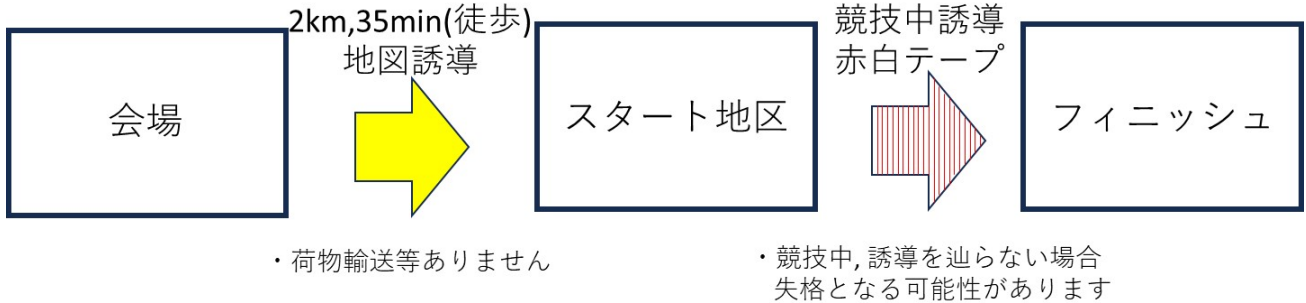 2km,35min(徒歩)
地図誘導
競技中誘導
赤白テープ
会場
スタート地区
フィニッシュ
・荷物輸送等ありません
・競技中, 誘導を辿らない場合
失格となる可能性があります